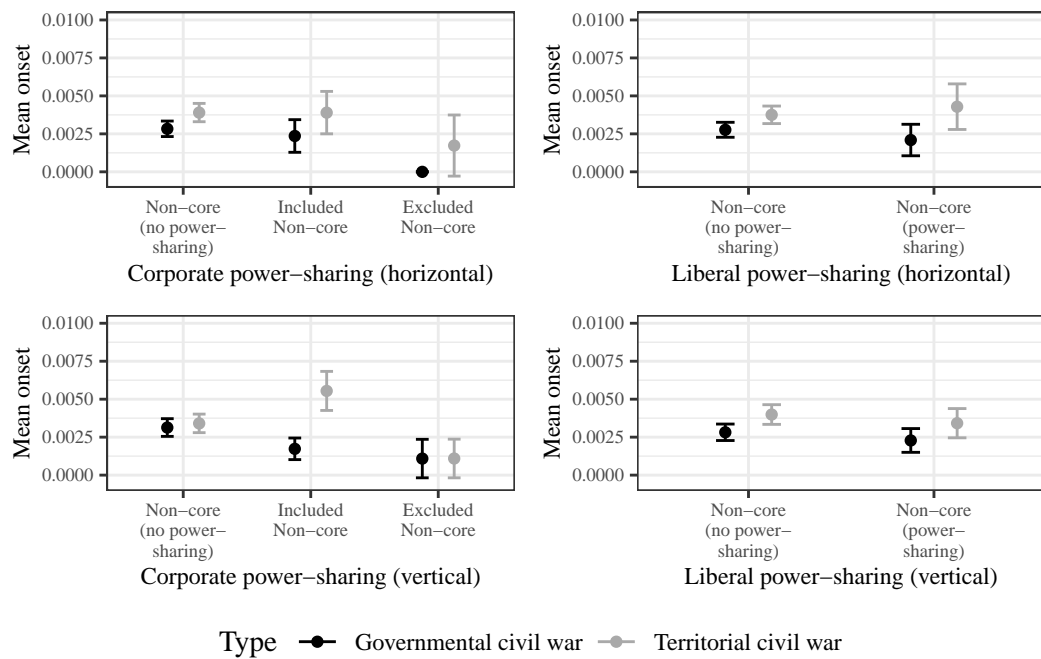 0.0100
0.0075
0.0050
0.0025
0.0000
Mean onset
Non−core
(no power−
sharing)
Included
Non−core
Excluded
Non−core
Corporate power−sharing (horizontal)
0.0100
0.0075
0.0050
0.0025
0.0000
Mean onset
Non−core
(no power−
sharing)
Non−core
(power−
sharing)
Liberal power−sharing (horizontal)
0.0100
0.0075
0.0050
0.0025
0.0000
Mean onset
Non−core
(no power−
sharing)
Included
Non−core
Excluded
Non−core
Corporate power−sharing (vertical)
0.0100
0.0075
0.0050
0.0025
0.0000
Mean onset
Non−core
(no power−
sharing)
Non−core
(power−
sharing)
Liberal power−sharing (vertical)
Type Governmental civil war Territorial civil war